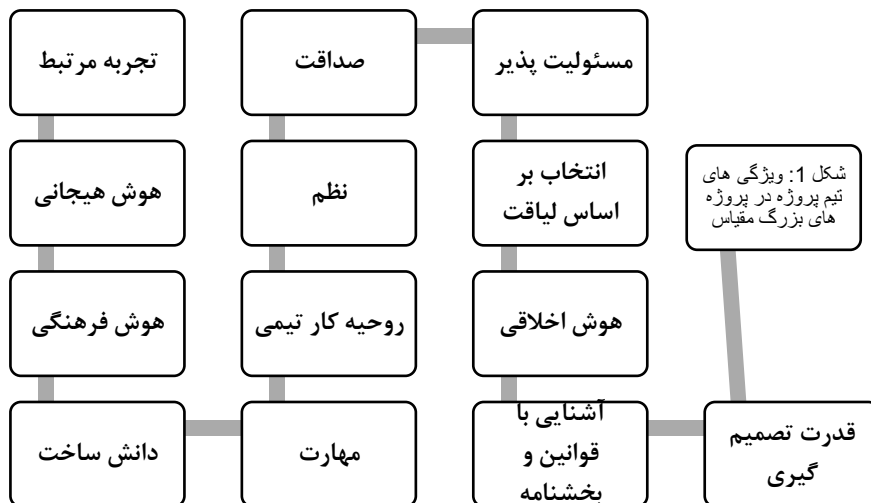 تجربه مرتبط
هوش هیجانی
هوش فرهنگی
دانش ساخت
مهارت
روحیه کار تیمی
نظم
صداقت
مسئولیت پذیر
انتخاب بر
اساس لیاقت
هوش اخلاقی
آشنایی با
قوانین و
بخشنامه
قدرت تصمیم
گیری
شکل 1: ویژگی های
تیم پروژه در پروژه
های بزرگ مقیاس